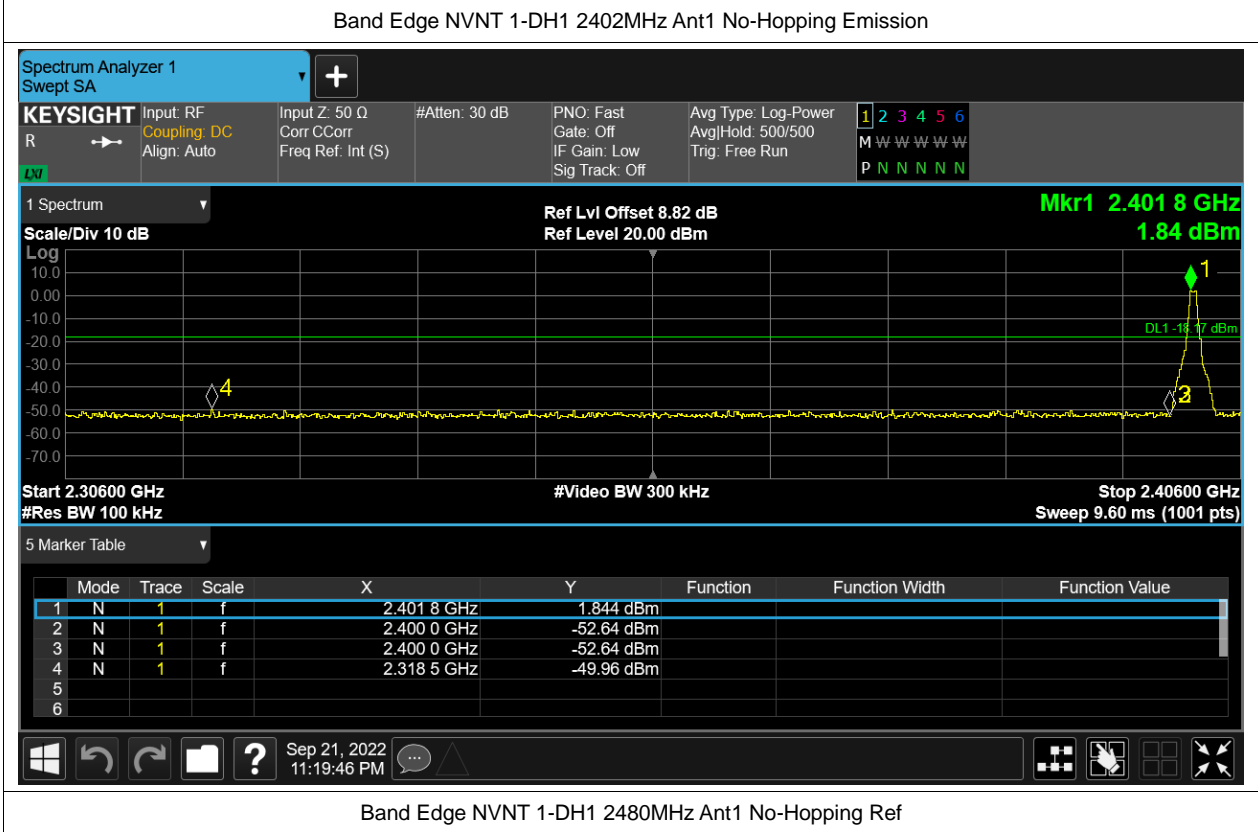 Band Edge NVNT 1-DH1 2402MHz Ant1 No-Hopping Emission
Spectrum Analyzer 1
Swept SA
+
KEYSIGHT Input: RF Input Z: 50 Ω #Atten: 30 dB PNO: Fast Avg Type: Log-Power 1 2 3 4 5 6
R Coupling: DC Corr CCorr Gate: Off Avg|Hold: 500/500 M W W W W W
Align: Auto Freq Ref: Int (S) IF Gain: Low Trig: Free Run
LXI Sig Track: Off P N N N N N
1 Spectrum Ref Lvl Offset 8.82 dB Mkr1 2.401 8 GHz
Scale/Div 10 dB Ref Level 20.00 dBm 1.84 dBm
Log
10.0 1
0.00
-10.0
DL1 -18.17 dBm
-20.0
-30.0
-40.0 4
-50.0
-60.0
-70.0
Start 2.30600 GHz #Video BW 300 kHz Stop 2.40600 GHz
#Res BW 100 kHz Sweep 9.60 ms (1001 pts)
5 Marker Table
Mode Trace Scale X Y Function Function Width Function Value
1 N 1 f 2.401 8 GHz 1.844 dBm
2 N 1 f 2.400 0 GHz -52.64 dBm
3 N 1 f 2.400 0 GHz -52.64 dBm
4 N 1 f 2.318 5 GHz -49.96 dBm
5
6
? Sep 21, 2022
11:19:46 PM
Band Edge NVNT 1-DH1 2480MHz Ant1 No-Hopping Ref